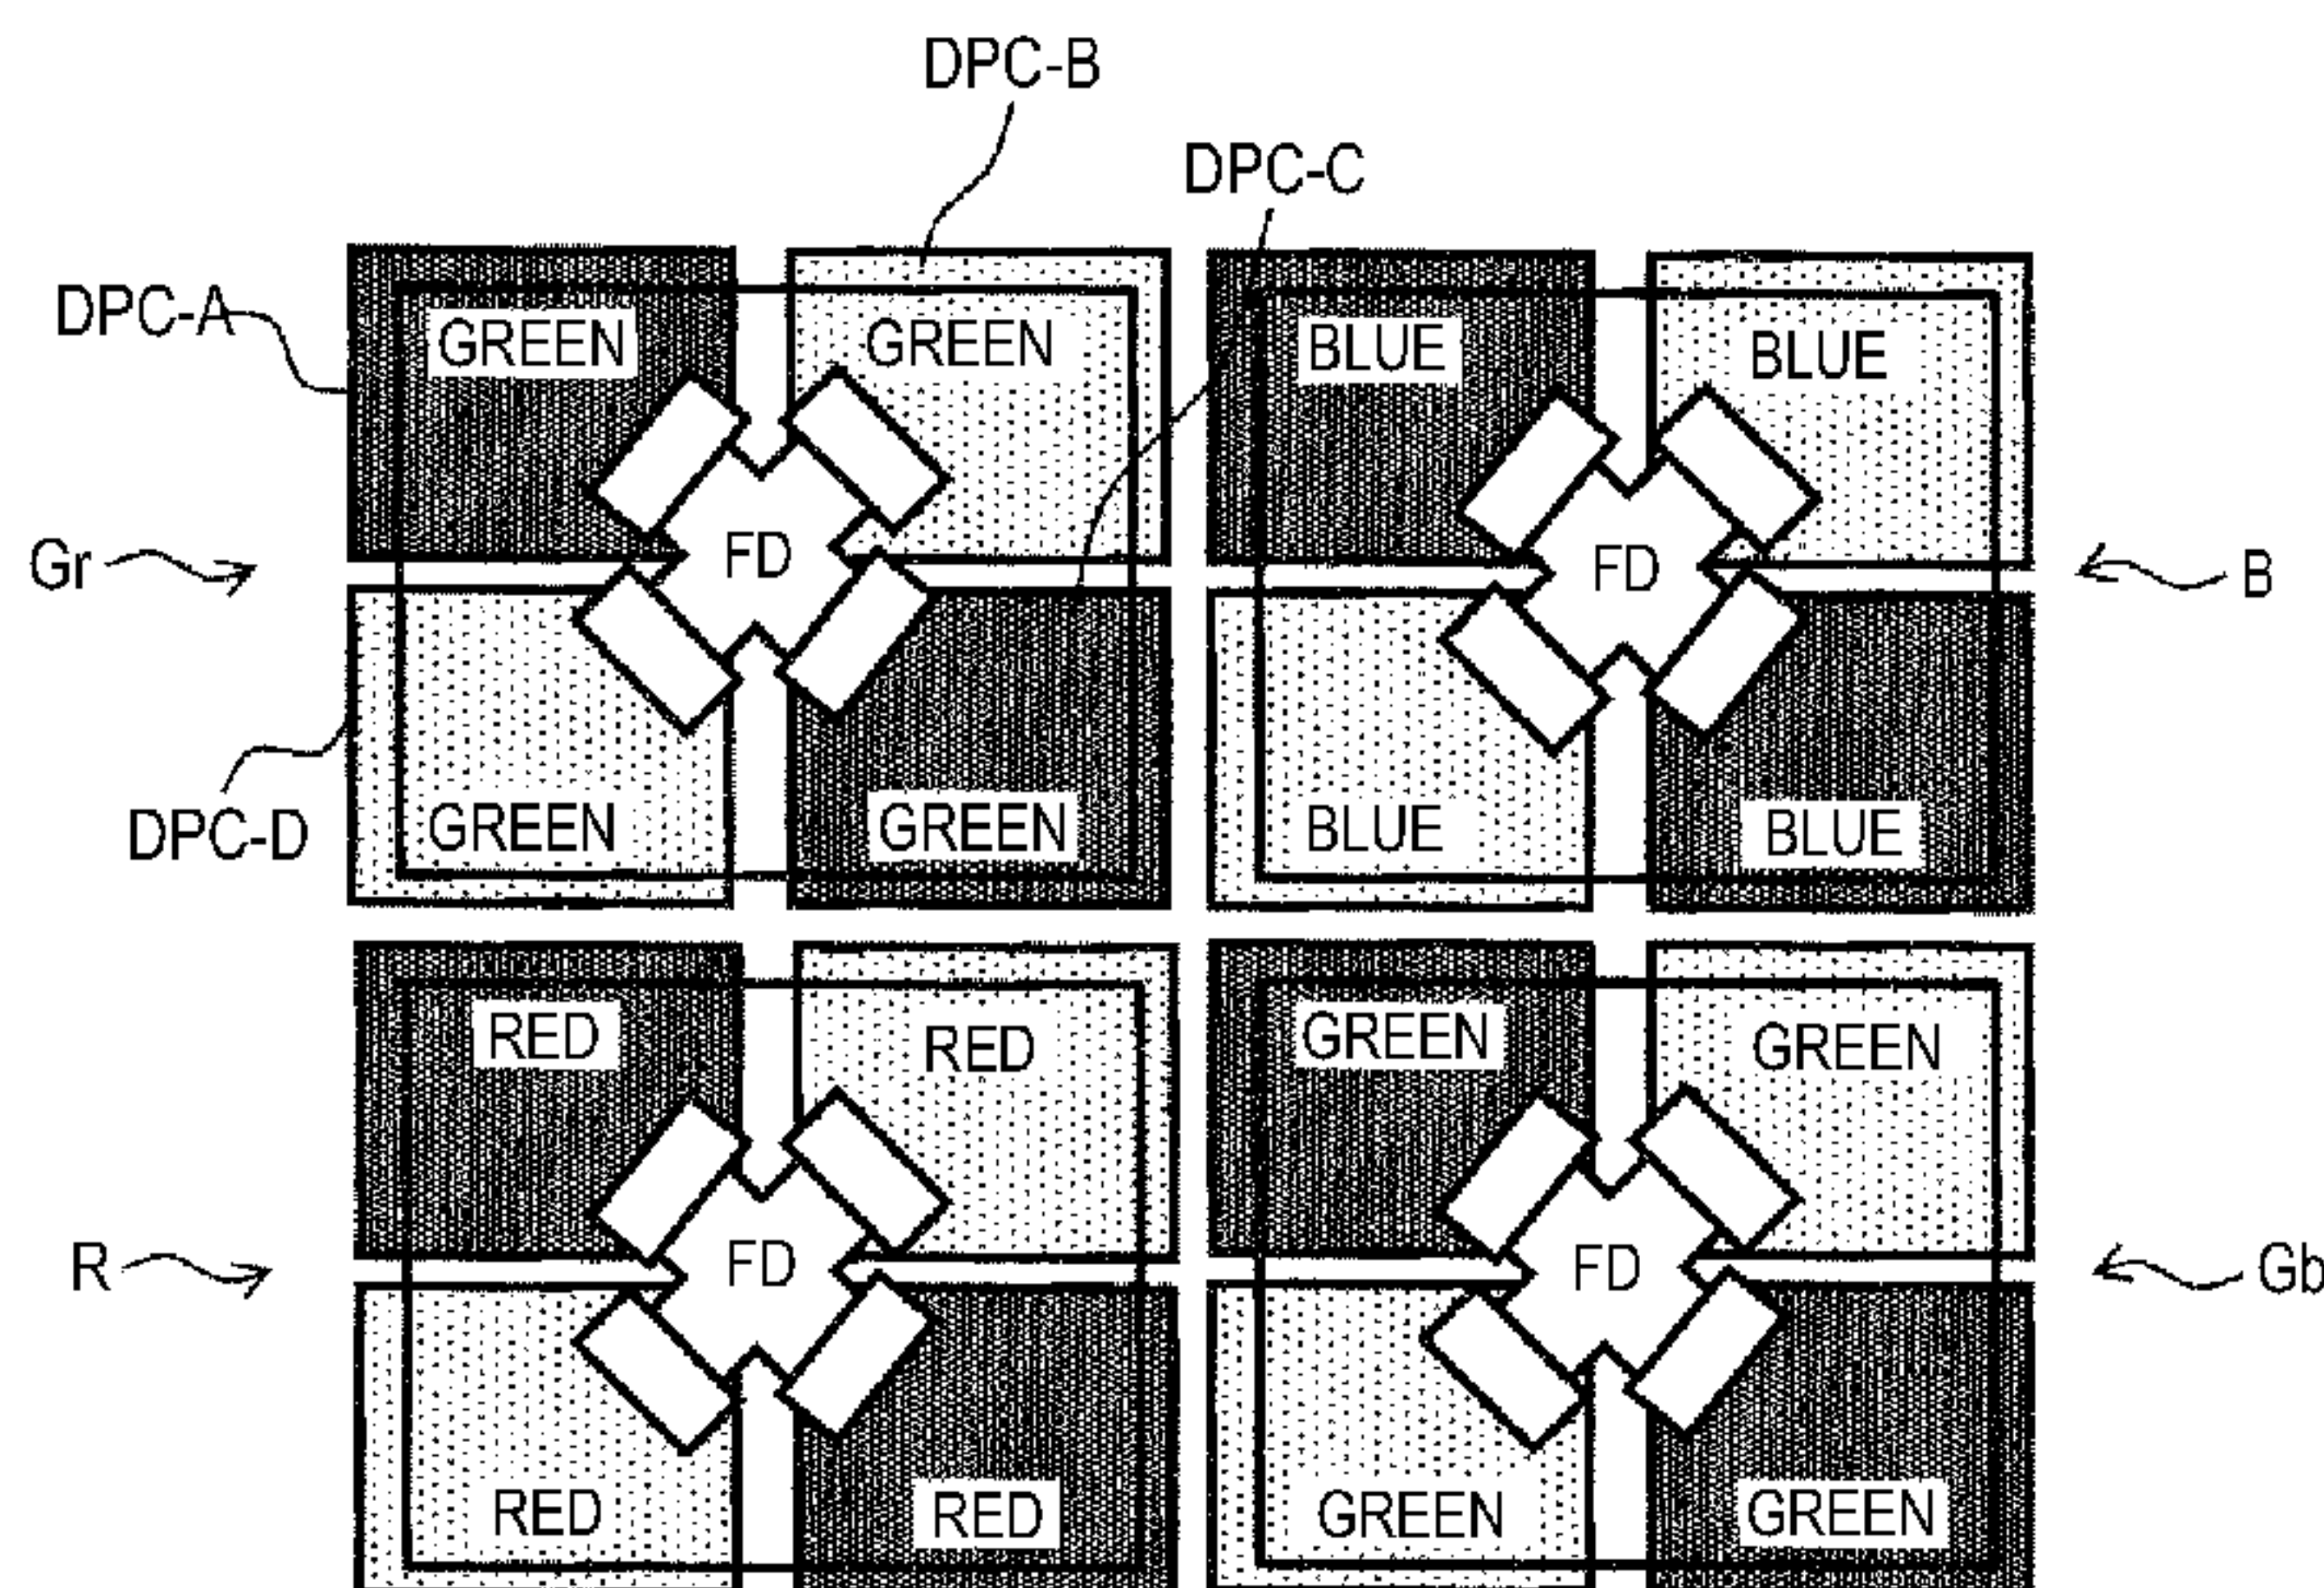 DPC-B
DPC-C
DPC-A
GREEN GREEN BLUE BLUE
Gr FD FD B
DPC-D GREEN GREEN BLUE BLUE
RED RED GREEN GREEN
R FD FD Gb
RED RED GREEN GREEN